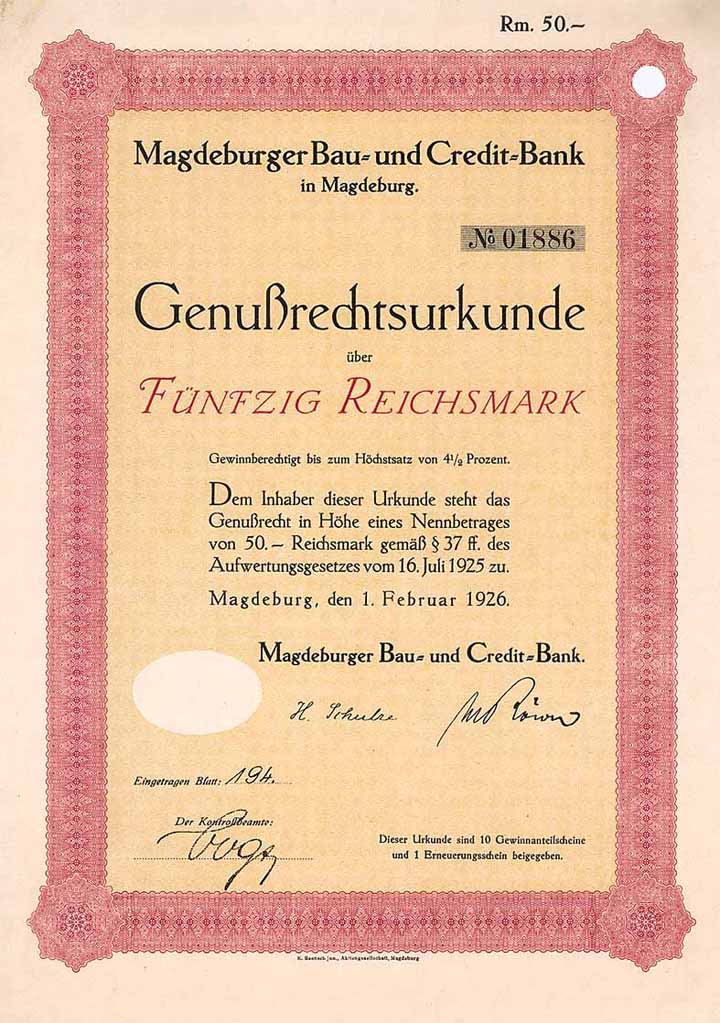 Rm. 50.—
Magdeburger Bau- und Credit-Bank
in Magdeburg.
№ 01886
Genußrechtsurkunde
über
FÜNFZIG REICHSMARK
Gewinnberechtigt bis zum Höchstsatz von 4½ Prozent.
Dem Inhaber dieser Urkunde steht das
Genußrecht in Höhe eines Nennbetrages
von 50.— Reichsmark gemäß § 37 ff. des
Aufwertungsgesetzes vom 16. Juli 1925 zu.
Magdeburg, den 1. Februar 1926.
Magdeburger Bau- und Credit-Bank.
H. Schulze
Eingetragen Blatt: 194.
Der Kontrollbeamte:
Dieser Urkunde sind 10 Gewinnanteilscheine
und 1 Erneuerungsschein beigegeben.
jun., Aktiengesellschaft, Magdeburg